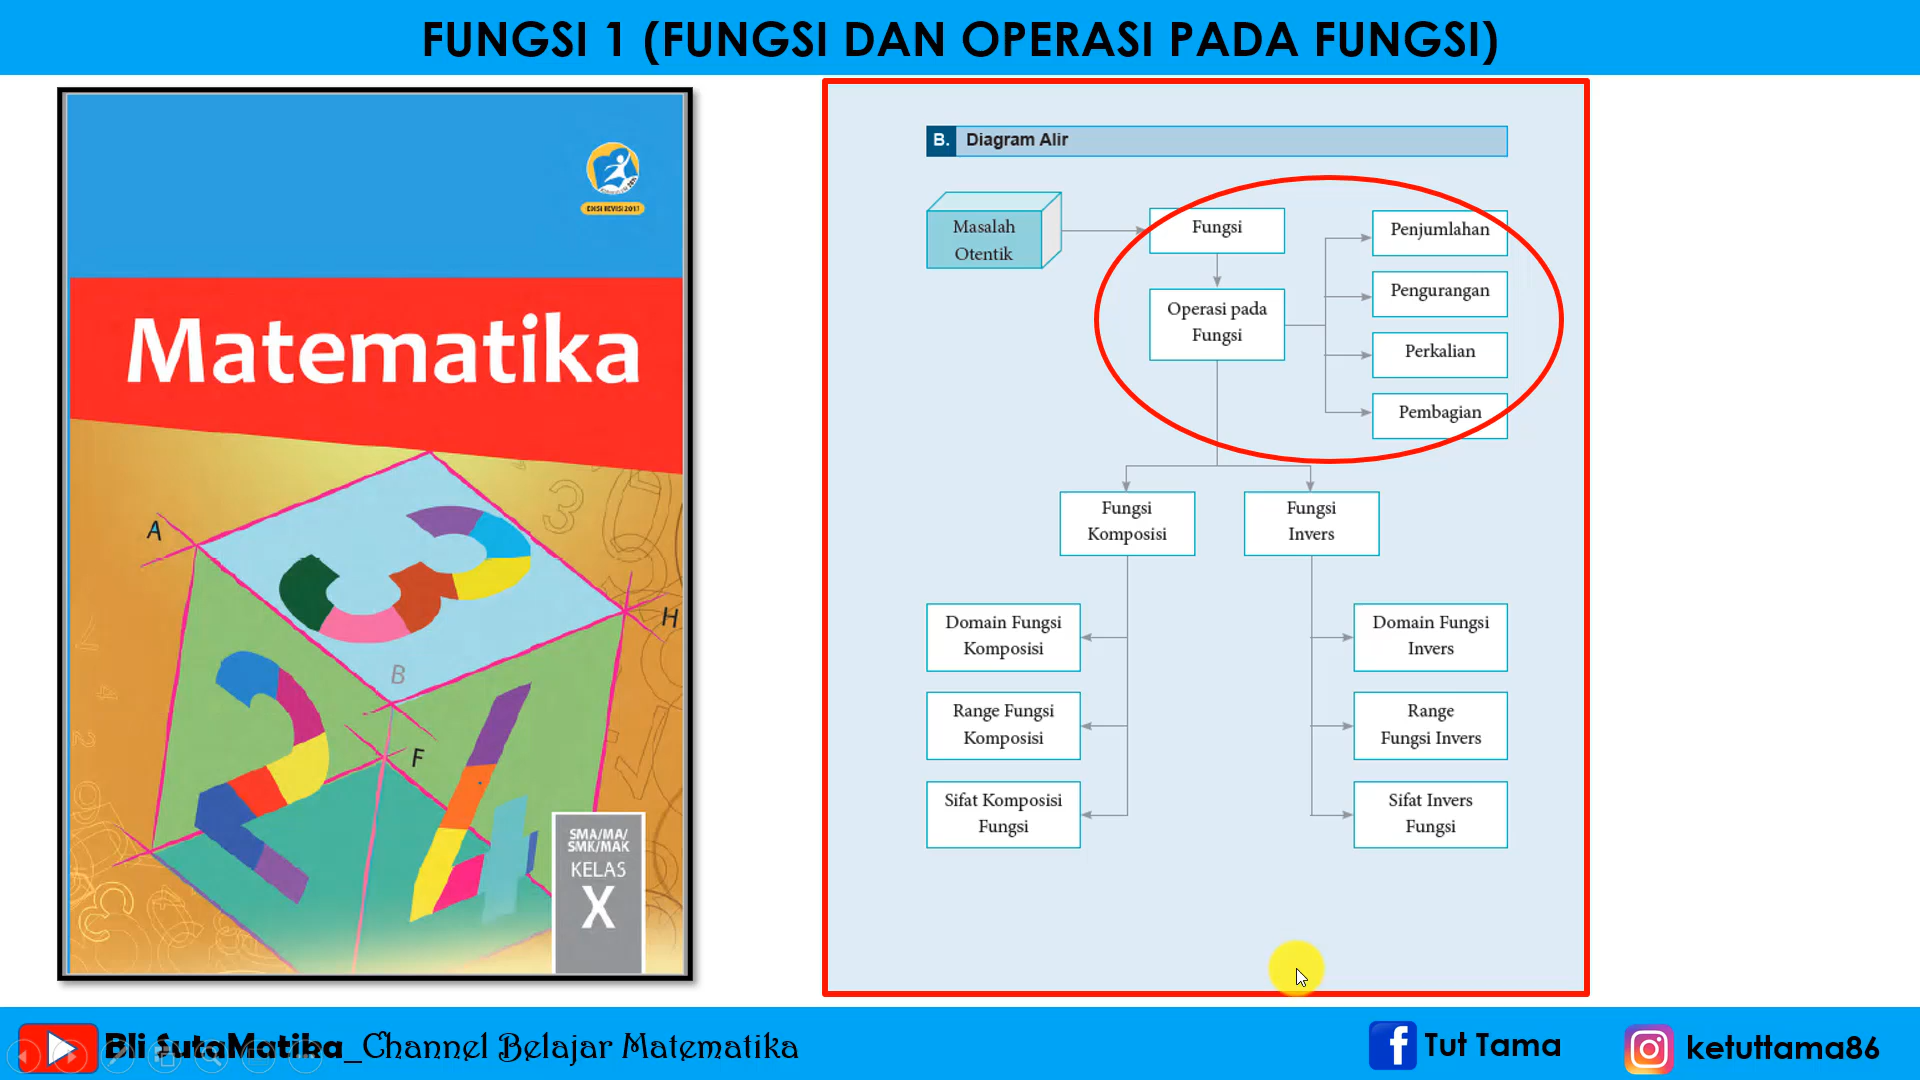 FUNGSI 1 (FUNGSI DAN OPERASI PADA FUNGSI)
EDISI REVISI 2017
Matematika
A
H
B
F
SMA/MA/
SMK/MAK
KELAS
X
B. Diagram Alir
Masalah
Otentik
Fungsi
Operasi pada
Fungsi
Penjumlahan
Pengurangan
Perkalian
Pembagian
Fungsi
Komposisi
Fungsi
Invers
Domain Fungsi
Komposisi
Range Fungsi
Komposisi
Sifat Komposisi
Fungsi
Domain Fungsi
Invers
Range
Fungsi Invers
Sifat Invers
Fungsi
Bli SutaMatika_Channel Belajar Matematika
Tut Tama
ketuttama86